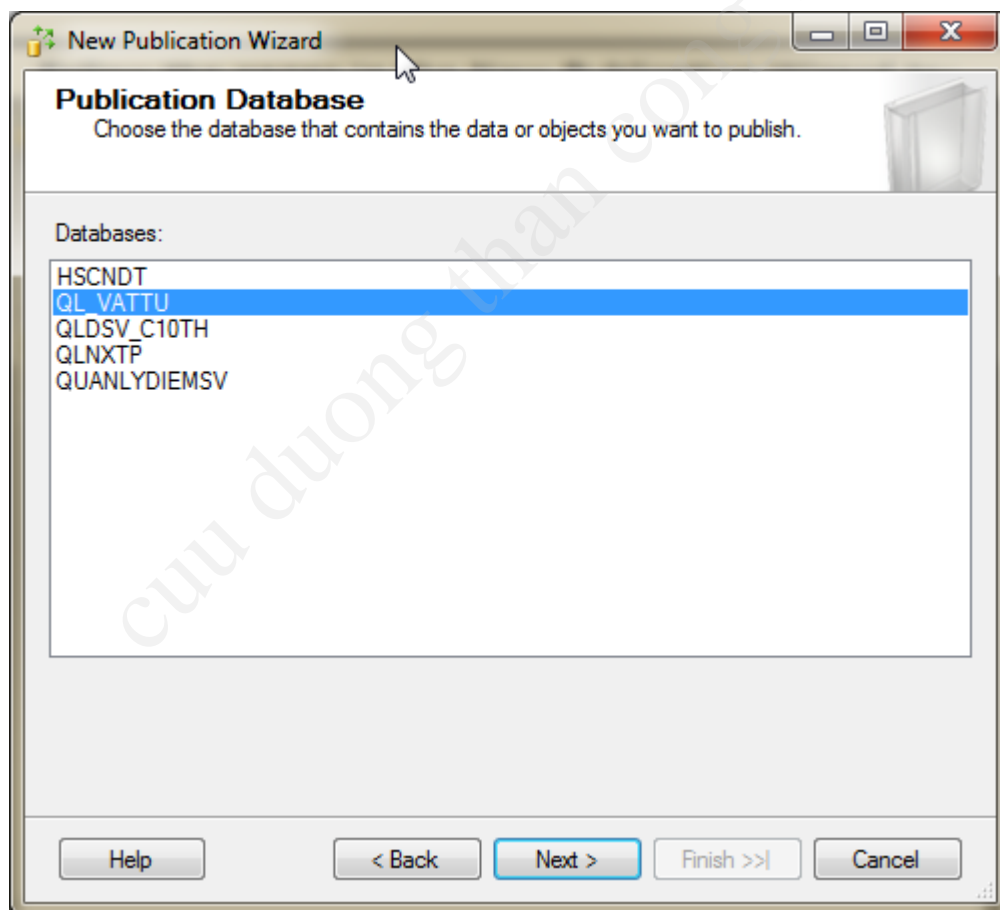 New Publication Wizard
Publication Database
Choose the database that contains the data or objects you want to publish.
Databases:
HSCNDT
QL_VATTU
QLDSV_C10TH
QLNXTP
QUANLYDIEMSV
Help
< Back
Next >
Finish >>|
Cancel
cuu duong than cong